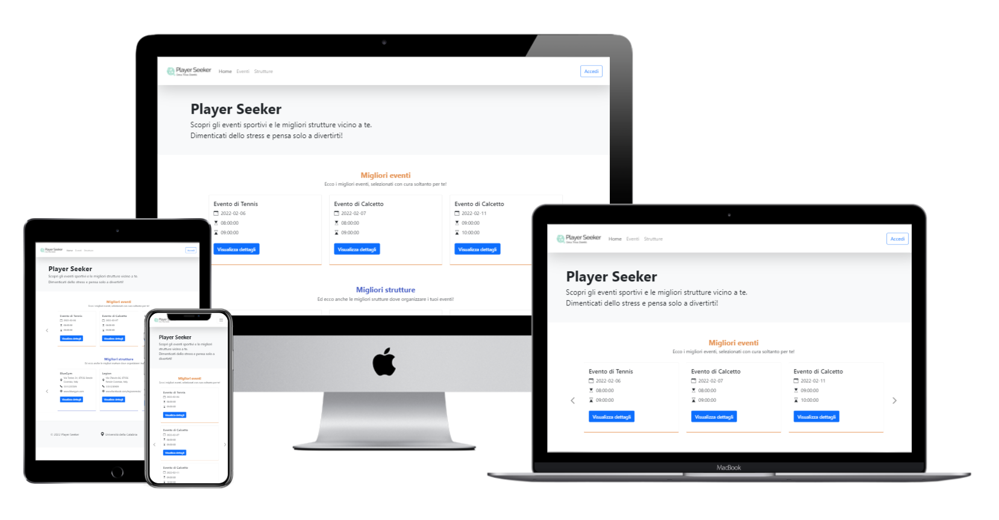 Player Seeker
Home Eventi Strutture
Accedi
Player Seeker
Scopri gli eventi sportivi e le migliori strutture vicino a te.
Dimenticati dello stress e pensa solo a divertirti!
Migliori eventi
Ecco i migliori eventi, selezionati con cura soltanto per te!
Evento di Tennis
2022-02-06
08:00:00
09:00:00
Visualizza dettagli
Evento di Calcetto
2022-02-07
08:00:00
09:00:00
Visualizza dettagli
Evento di Calcetto
2022-02-11
09:00:00
10:00:00
Visualizza dettagli
Migliori strutture
Ed ecco anche le migliori srutture dove organizzare i tuoi eventi!
Player Seeker
Home Eventi Strutture
Accedi
Player Seeker
Scopri gli eventi sportivi e le migliori strutture vicino a te.
Dimenticati dello stress e pensa solo a divertirti!
Migliori eventi
Ecco i migliori eventi, selezionati con cura soltanto per te!
Evento di Tennis
2022-02-06
08:00:00
09:00:00
Visualizza dettagli
Evento di Calcetto
2022-02-07
08:00:00
09:00:00
Visualizza dettagli
Migliori strutture
Ed ecco anche le migliori srutture dove organizzare i tuoi
BlueGym
Visualizza dettagli
Legion
Visualizza dettagli
© 2022 Player Seeker
Università della Calabria
Player Seeker
Scopri gli eventi sportivi e le migliori
strutture vicino a te.
Dimenticati dello stress e pensa solo a
divertirti!
Migliori eventi
Ecco i migliori eventi, selezionati con cura soltanto per te!
Evento di Tennis
2022-02-06
08:00:00
09:00:00
Visualizza dettagli
Evento di Calcetto
2022-02-07
08:00:00
09:00:00
Visualizza dettagli
Evento di Calcetto
2022-02-11
09:00:00
10:00:00
Player Seeker
Home Eventi Strutture
Accedi
Player Seeker
Scopri gli eventi sportivi e le migliori strutture vicino a te.
Dimenticati dello stress e pensa solo a divertirti!
Migliori eventi
Ecco i migliori eventi, selezionati con cura soltanto per te!
Evento di Tennis
2022-02-06
08:00:00
09:00:00
Visualizza dettagli
Evento di Calcetto
2022-02-07
08:00:00
09:00:00
Visualizza dettagli
Evento di Calcetto
2022-02-11
09:00:00
10:00:00
Visualizza dettagli
MacBook